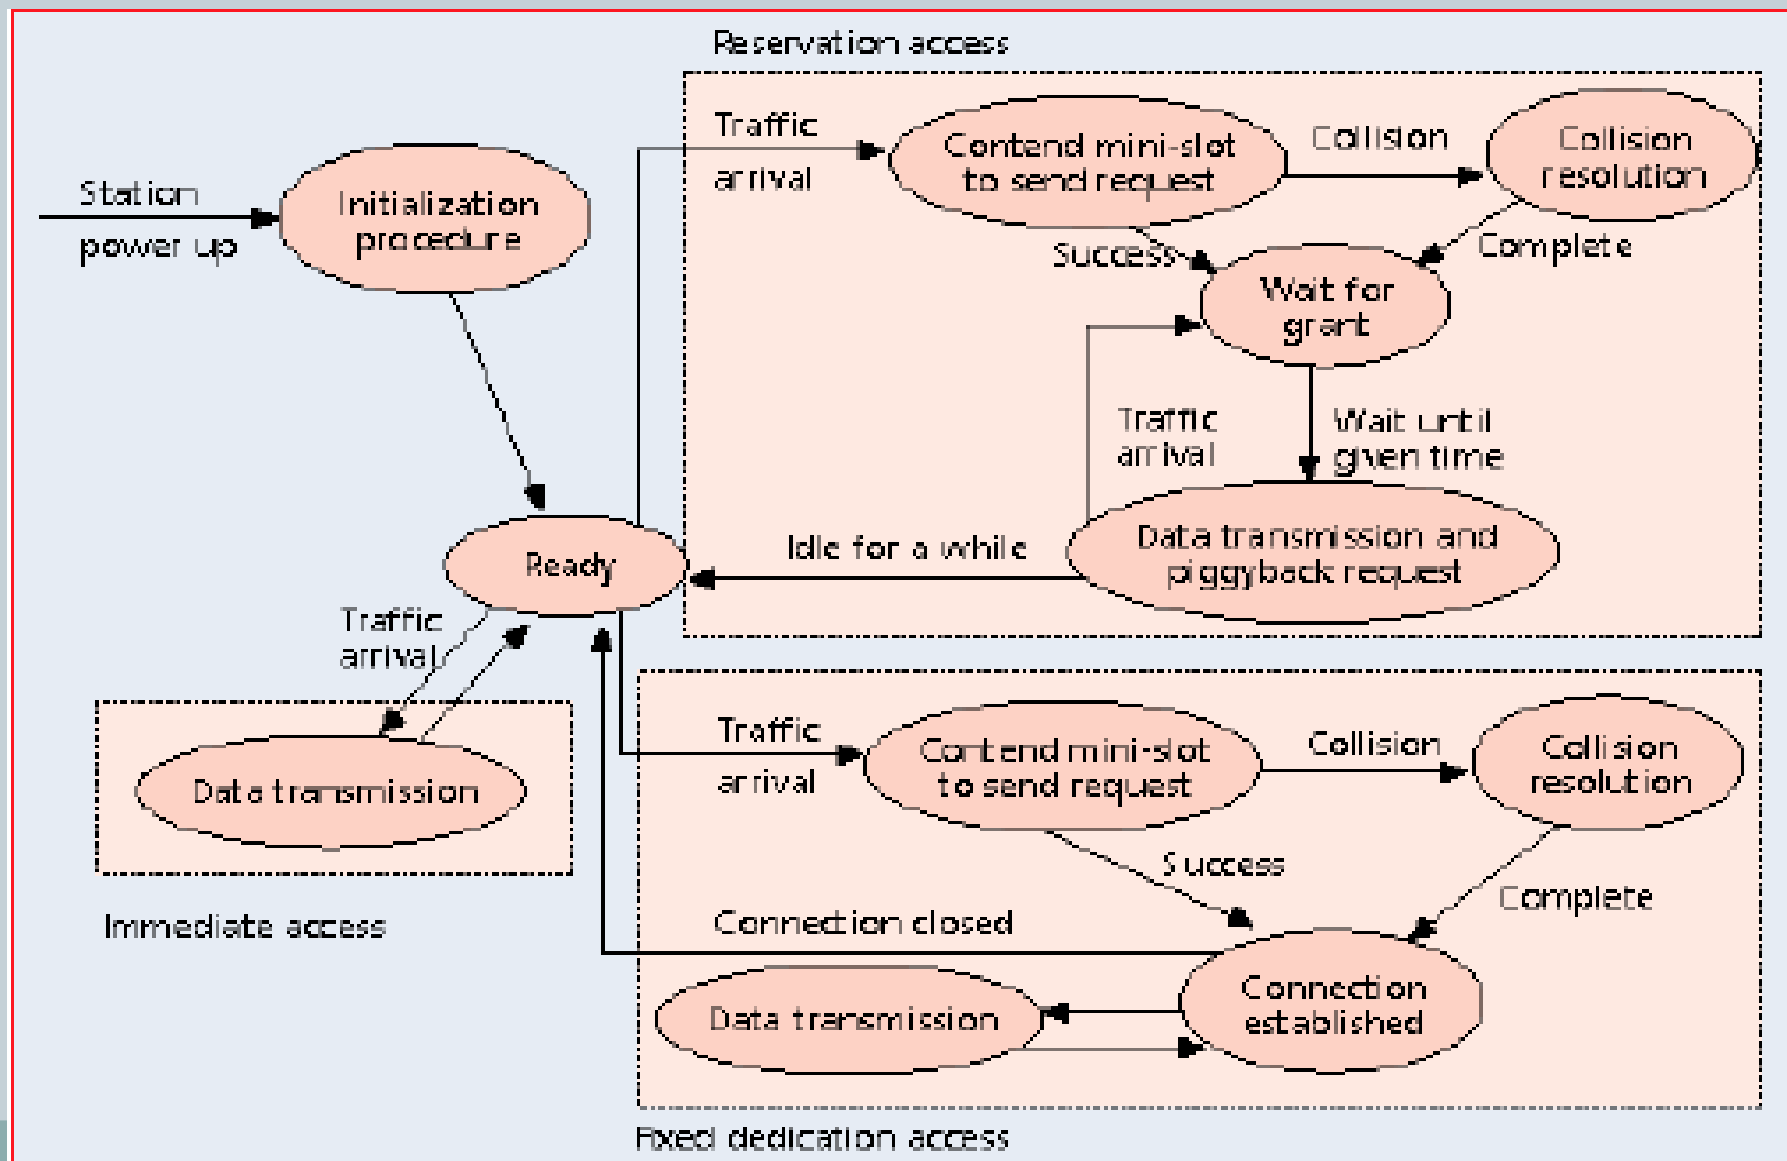 Reservation access
Traffic
arrival
Contend mini-slot
to send request
Collision
Collision
resolution
Station
power up
Initialization
procedure
Success
Complete
Wait for
grant
Traffic
arrival
Wait until
given time
Idle for a while
Data transmission and
piggyback request
Ready
Traffic
arrival
Data transmission
Immediate access
Traffic
arrival
Contend mini-slot
to send request
Collision
Collision
resolution
Success
Complete
Connection closed
Connection
established
Data transmission
Fixed dedication access